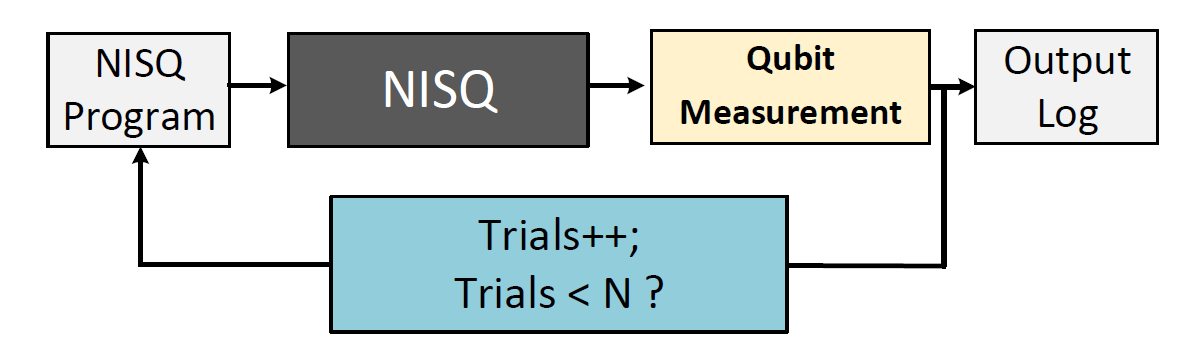 NISQ
Program
NISQ
Qubit
Measurement
Output
Log
Trials++;
Trials < N ?